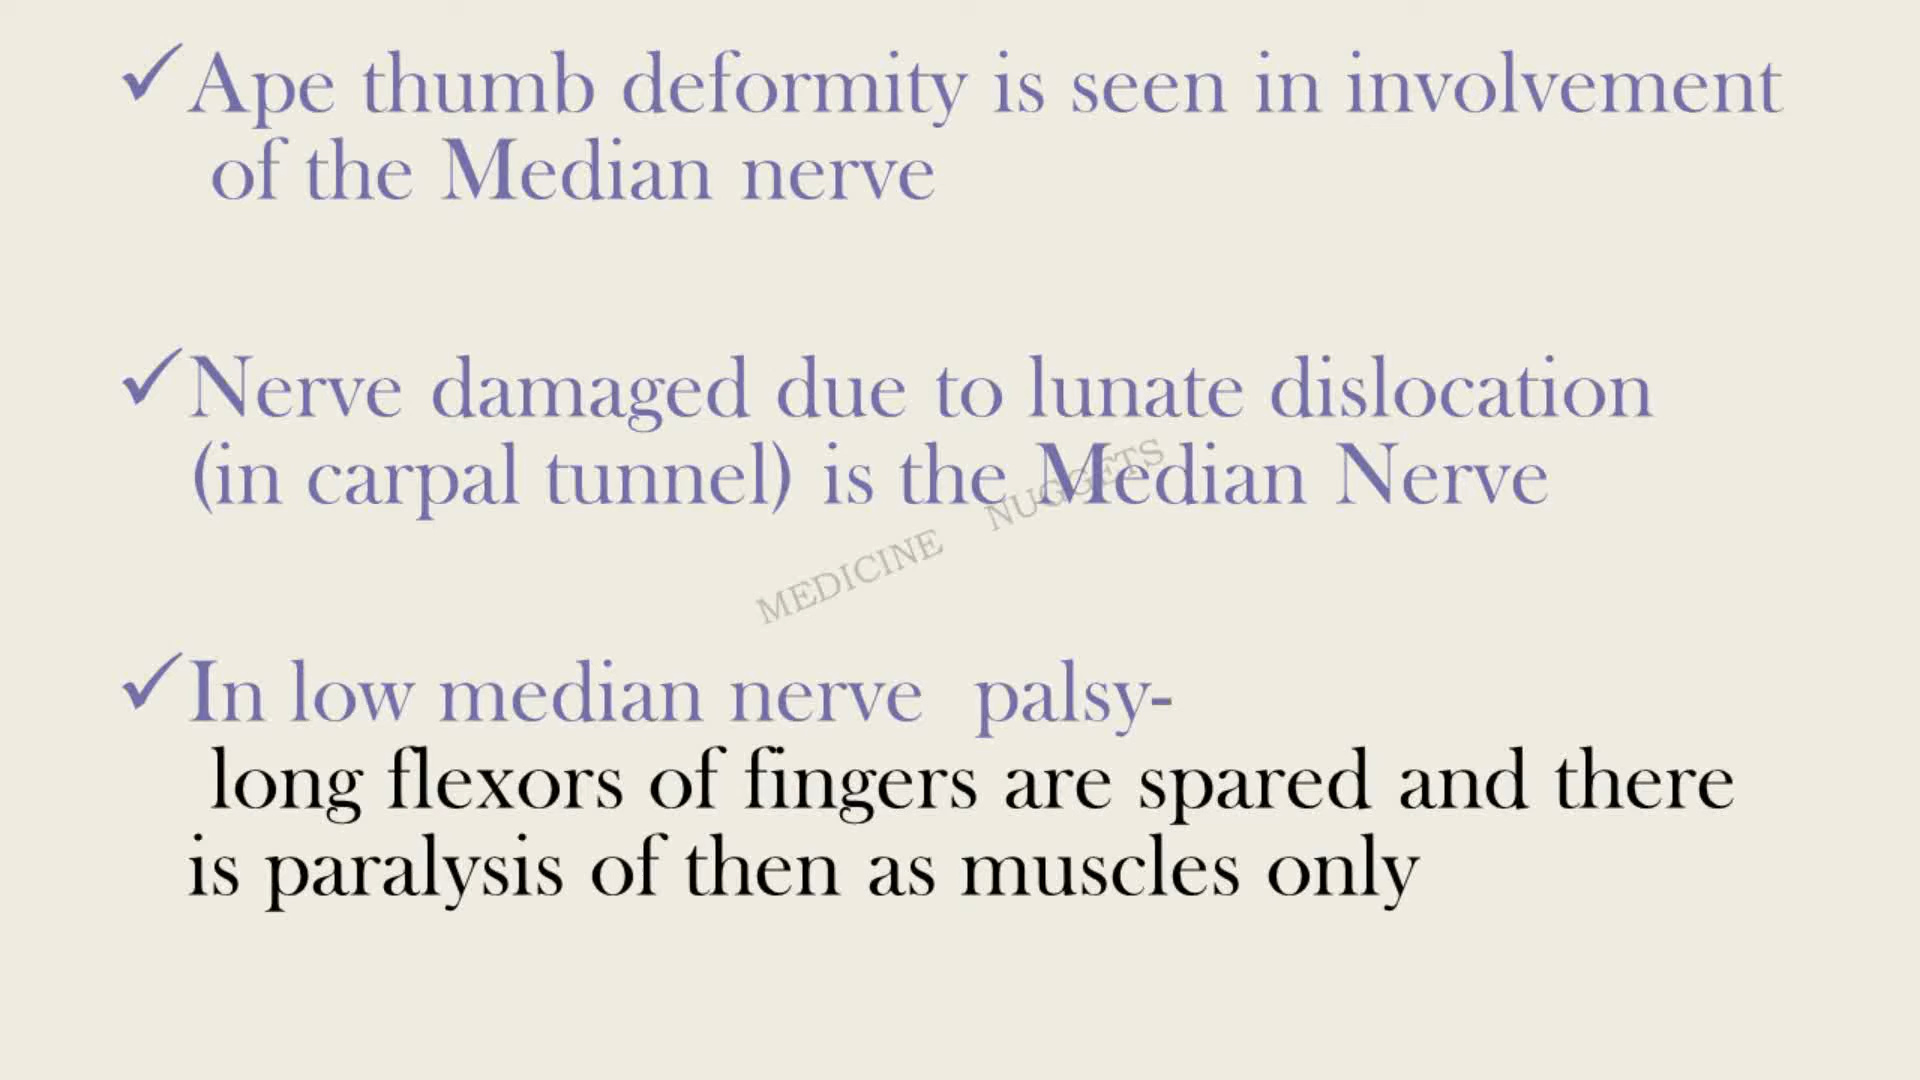 ✓Ape thumb deformity is seen in involvement
of the Median nerve
✓Nerve damaged due to lunate dislocation
(in carpal tunnel) is the Median Nerve
MEDICINE NUGGETS
✓In low median nerve palsy-
long flexors of fingers are spared and there
is paralysis of then as muscles only